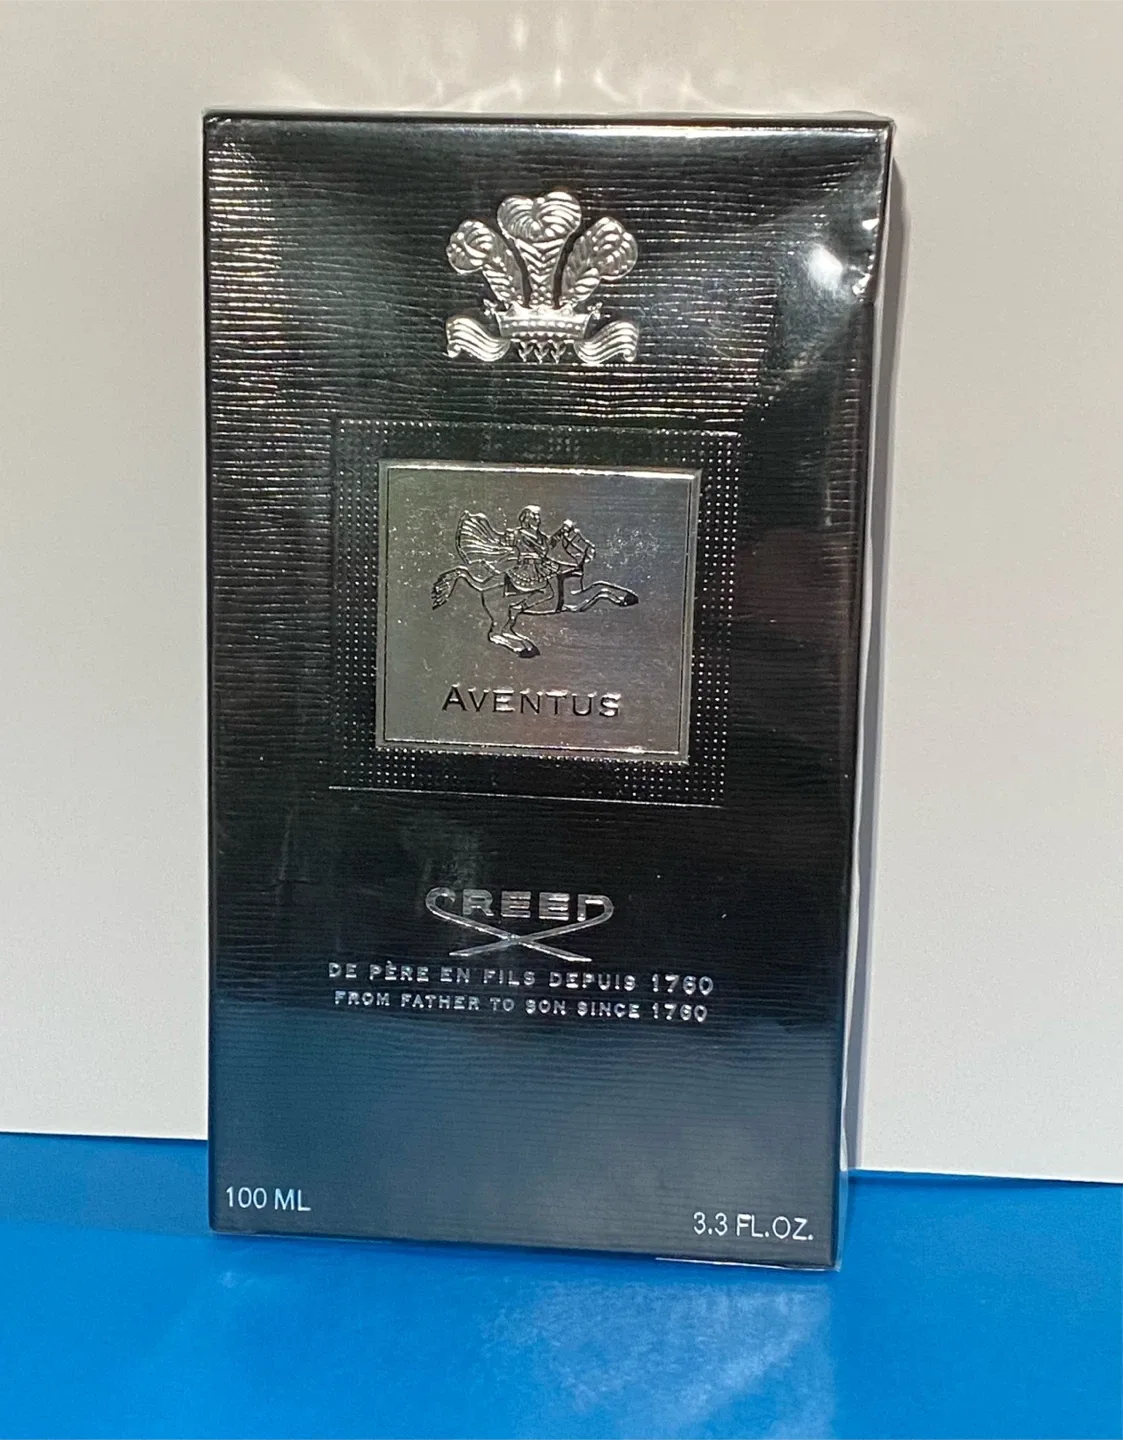 AVENTUS
CREED
DE PÈRE EN FILS DEPUIS 1760
FROM FATHER TO SON SINCE 1760
100 ML
3.3 FL.OZ.